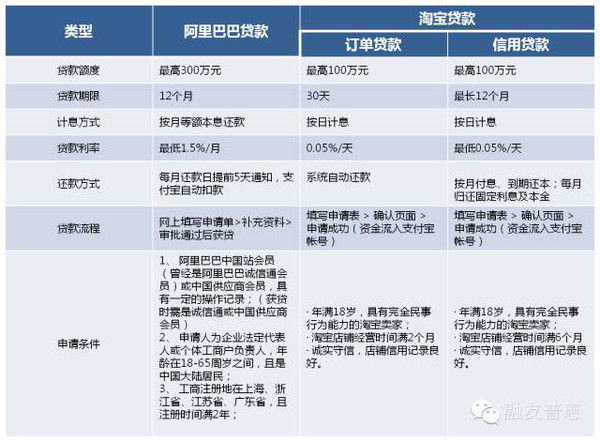 类型
阿里巴巴贷款
淘宝贷款
订单贷款
信用贷款
贷款额度
最高300万元
最高100万元
最高100万元
贷款期限
12个月
30天
最长12个月
计息方式
按月等额本息还款
按日计息
按日计息
贷款利率
最低1.5%/月
0.05%/天
最低0.05%/天
还款方式
每月还款日提前5天通知，支
付宝自动扣款
系统自动还款
按月付息、到期还本；每月
归还固定利息及本金
贷款流程
网上填写申请单>补充资料>
审批通过后获贷
填写申请表 > 确认页面 >
申请成功（资金流入支付宝
帐号）
填写申请表 > 确认页面 >
申请成功（资金流入支付宝
帐号）
申请条件
1、 阿里巴巴中国站会员
（曾经是阿里巴巴诚信通会
员）或中国供应商会员，具
有一定的操作记录；（获贷
时需是诚信通或中国供应商
会员）
2、 申请人为企业法定代表
人或个体工商户负责人，年
龄在18-65周岁之间，且是
中国大陆居民；
3、 工商注册地在上海、浙
江省、江苏省、广东省，且
注册时间满2年；
· 年满18岁，具有完全民事
行为能力的淘宝卖家；
· 淘宝店铺经营时间满2个月
· 诚实守信，店铺信用记录良
好。
· 年满18岁，具有完全民事
行为能力的淘宝卖家；
· 淘宝店铺经营时间满6个月
· 诚实守信，店铺信用记录良
好。
融友普惠